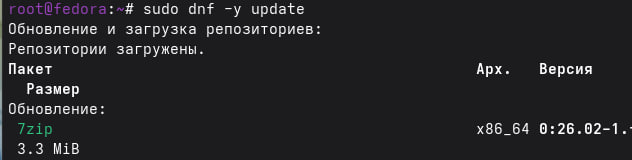 root@fedora:~# sudo dnf -y update
Обновление и загрузка репозиториев:
Репозитории загружены.
Пакет Арх. Версия
Размер
Обновление:
7zip x86_64 0:26.02-1.
3.3 MiB